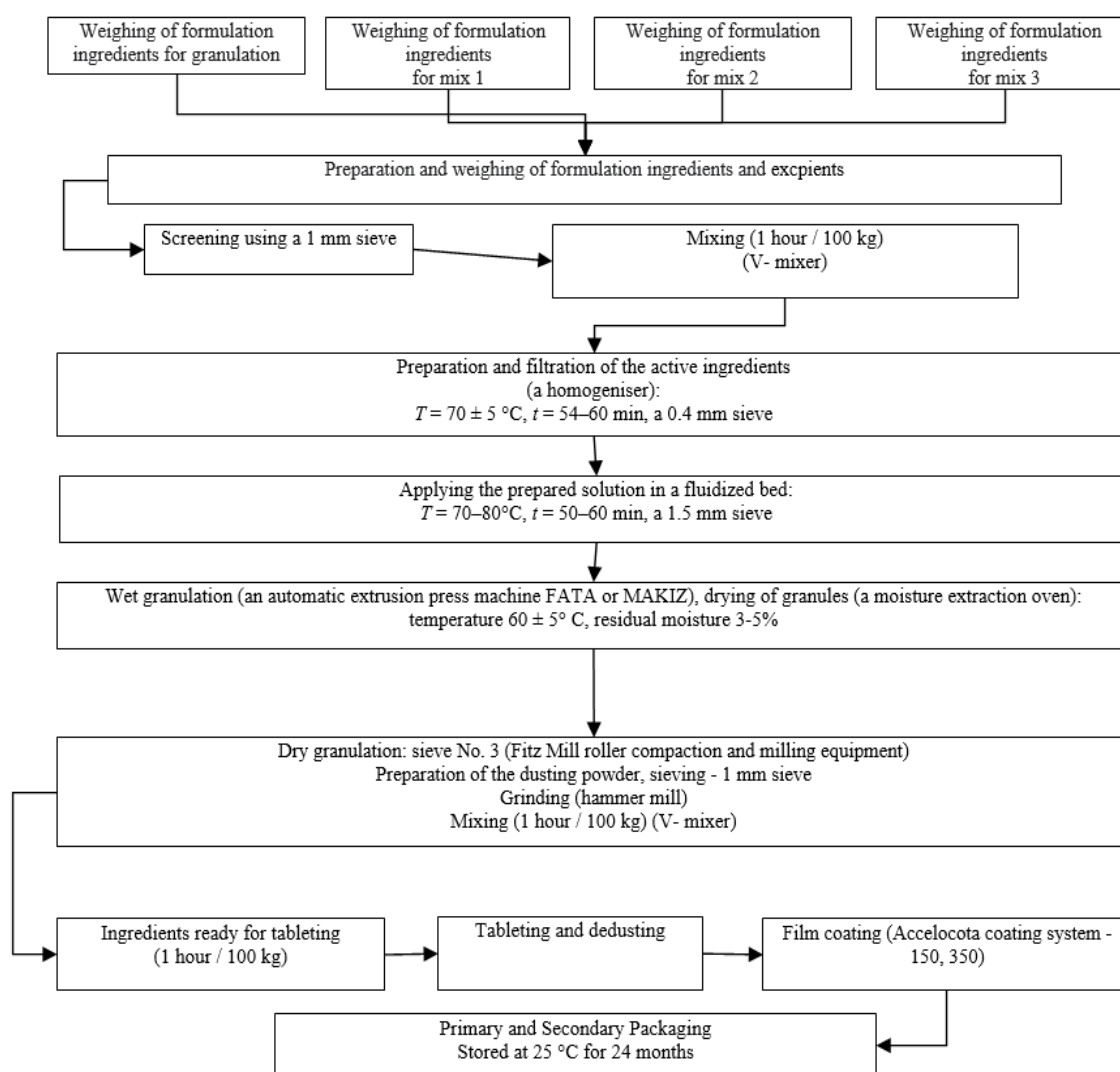 Weighing of formulation
ingredients for granulation
Weighing of formulation
ingredients
for mix 1
Weighing of formulation
ingredients
for mix 2
Weighing of formulation
ingredients
for mix 3
Preparation and weighing of formulation ingredients and excpients
Screening using a 1 mm sieve
Mixing (1 hour / 100 kg)
(V- mixer)
Preparation and filtration of the active ingredients
(a homogeniser):
T = 70 ± 5 °C, t = 54–60 min, a 0.4 mm sieve
Applying the prepared solution in a fluidized bed:
T = 70–80°C, t = 50–60 min, a 1.5 mm sieve
Wet granulation (an automatic extrusion press machine FATA or MAKIZ), drying of granules (a moisture extraction oven):
temperature 60 ± 5° C, residual moisture 3-5%
Dry granulation: sieve No. 3 (Fitz Mill roller compaction and milling equipment)
Preparation of the dusting powder, sieving - 1 mm sieve
Grinding (hammer mill)
Mixing (1 hour / 100 kg) (V- mixer)
Ingredients ready for tableting
(1 hour / 100 kg)
Tableting and dedusting
Film coating (Accelocota coating system -
150, 350)
Primary and Secondary Packaging
Stored at 25 °C for 24 months